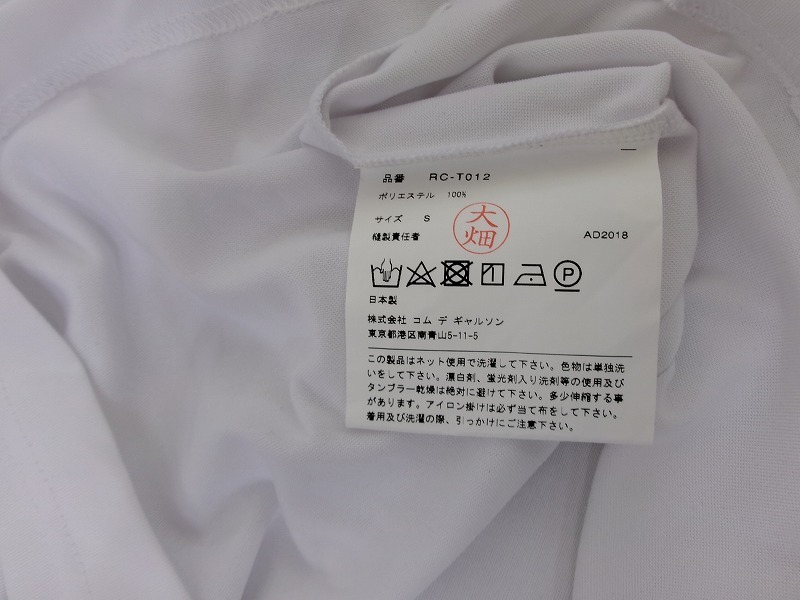 品番 RC-T012
ポリエステル 100%
サイズ S
大畑
縫製責任者 AD2018
P
日本製
株式会社 コム デ ギャルソン
東京都港区南青山5-11-5
この製品はネット使用で洗濯して下さい。色物は単独洗
いをして下さい。漂白剤、蛍光剤入り洗剤等の使用及び
タンブラー乾燥は絶対に避けて下さい。多少伸縮する事
があります。アイロン掛けは必ず当て布をして下さい。
着用及び洗濯の際、引っかけにご注意下さい。